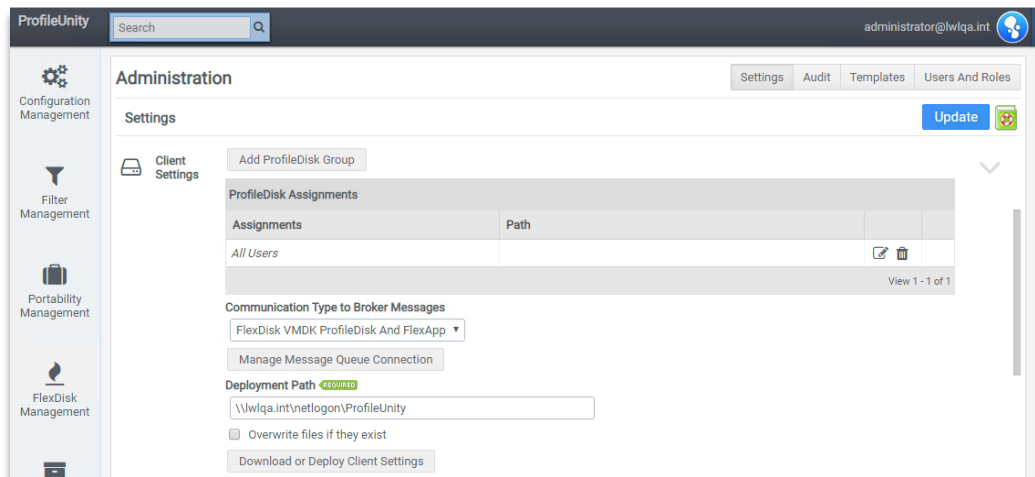 ProfileUnity
Search
administrator@lwlqa.int
Configuration
Management
Filter
Management
Portability
Management
FlexDisk
Management
Administration
Settings
Audit
Templates
Users And Roles
Settings
Update
Client
Settings
Add ProfileDisk Group
ProfileDisk Assignments
Assignments
Path
All Users
View 1 - 1 of 1
Communication Type to Broker Messages
FlexDisk VMDK ProfileDisk And FlexApp
Manage Message Queue Connection
Deployment Path REQUIRED
\\lwlqa.int\netlogon\ProfileUnity
Overwrite files if they exist
Download or Deploy Client Settings